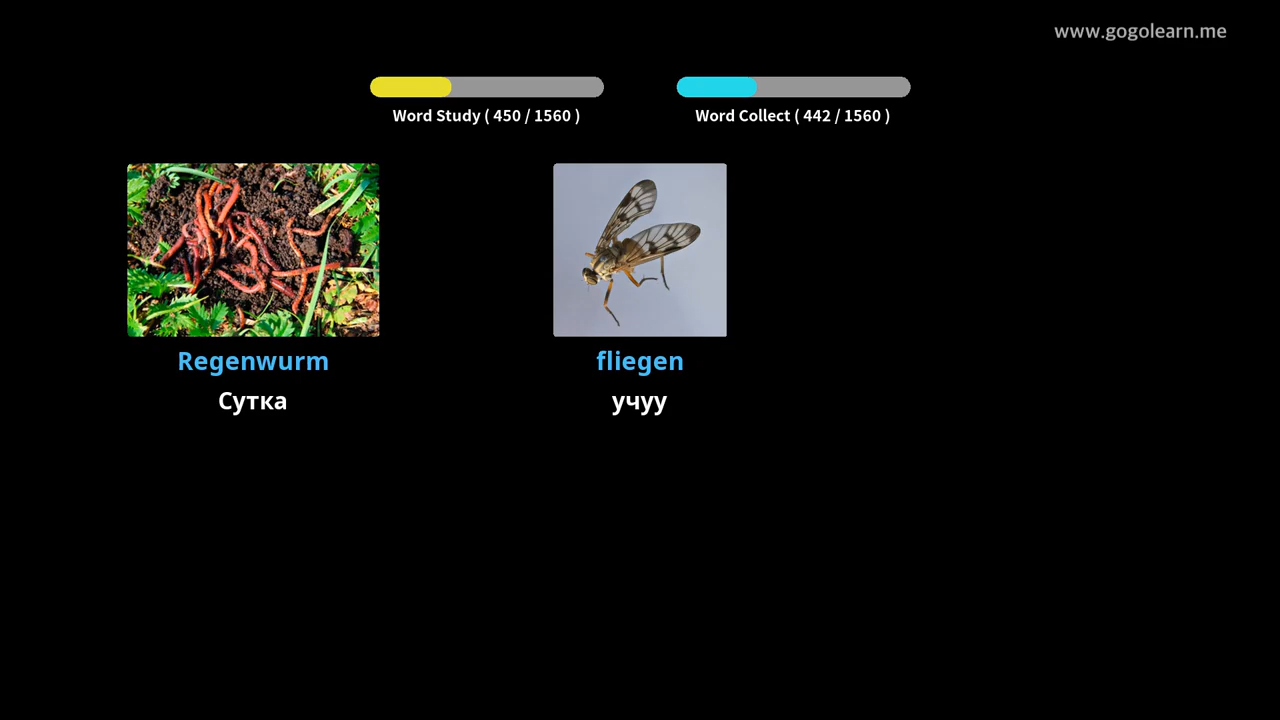 www.gogolearn.me
Word Study ( 450 / 1560 )
Word Collect ( 442 / 1560 )
Regenwurm
fliegen
Сутка
учуу